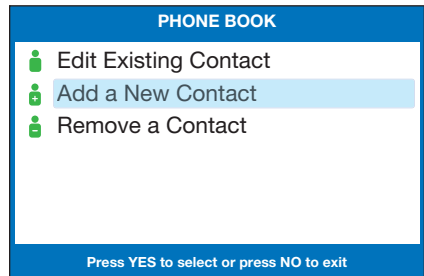 PHONE BOOK
Edit Existing Contact
Add a New Contact
Remove a Contact
Press YES to select or press NO to exit